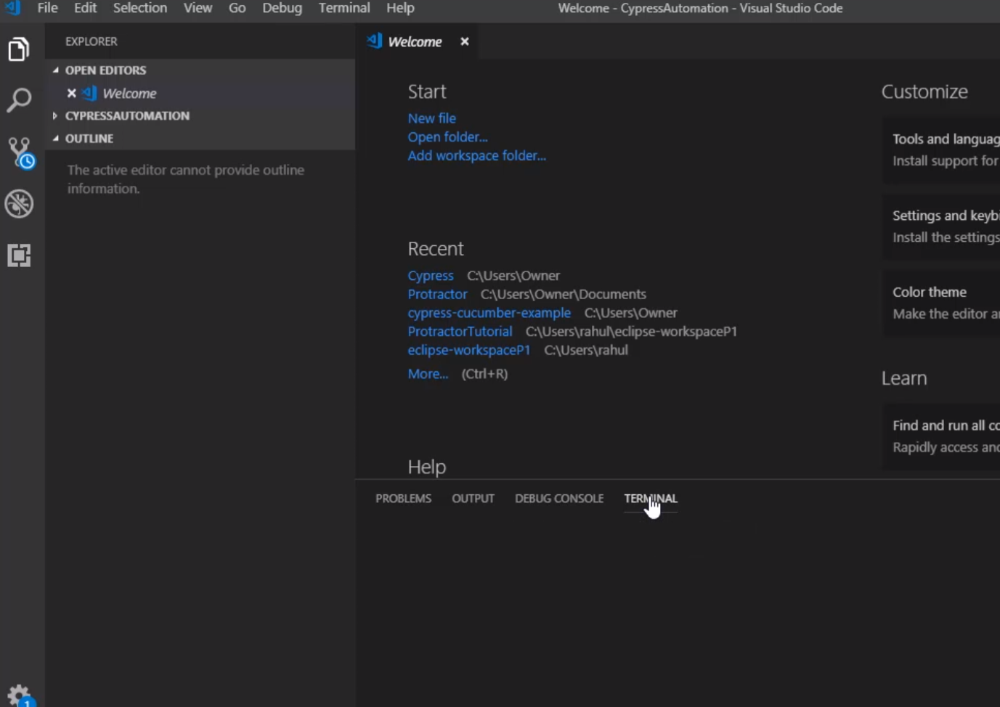 File Edit Selection View Go Debug Terminal Help
Welcome - CypressAutomation - Visual Studio Code
EXPLORER
OPEN EDITORS
Welcome
CYPRESSAUTOMATION
OUTLINE
The active editor cannot provide outline
information.
Welcome
Start
New file
Open folder...
Add workspace folder...
Recent
Cypress C:\Users\Owner
Protractor C:\Users\Owner\Documents
cypress-cucumber-example C:\Users\Owner
ProtractorTutorial C:\Users\rahul\eclipse-workspaceP1
eclipse-workspaceP1 C:\Users\rahul
More... (Ctrl+R)
Help
Customize
Tools and languag
Install support for
Settings and keybi
Install the settings
Color theme
Make the editor a
Learn
Find and run all co
Rapidly access and
PROBLEMS OUTPUT DEBUG CONSOLE TERMINAL
1